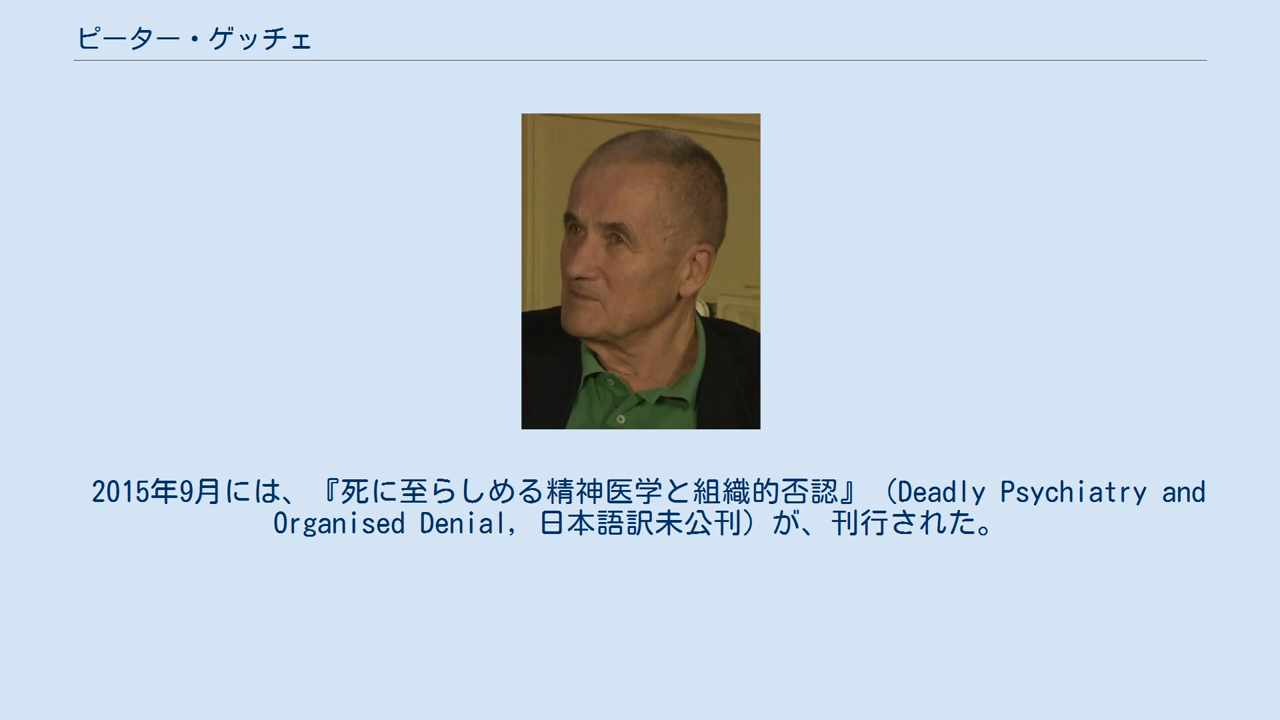 ピーター・ゲッチェ
2015年9月には、『死に至らしめる精神医学と組織的否認』（Deadly Psychiatry and
Organised Denial, 日本語訳未公刊）が、刊行された。